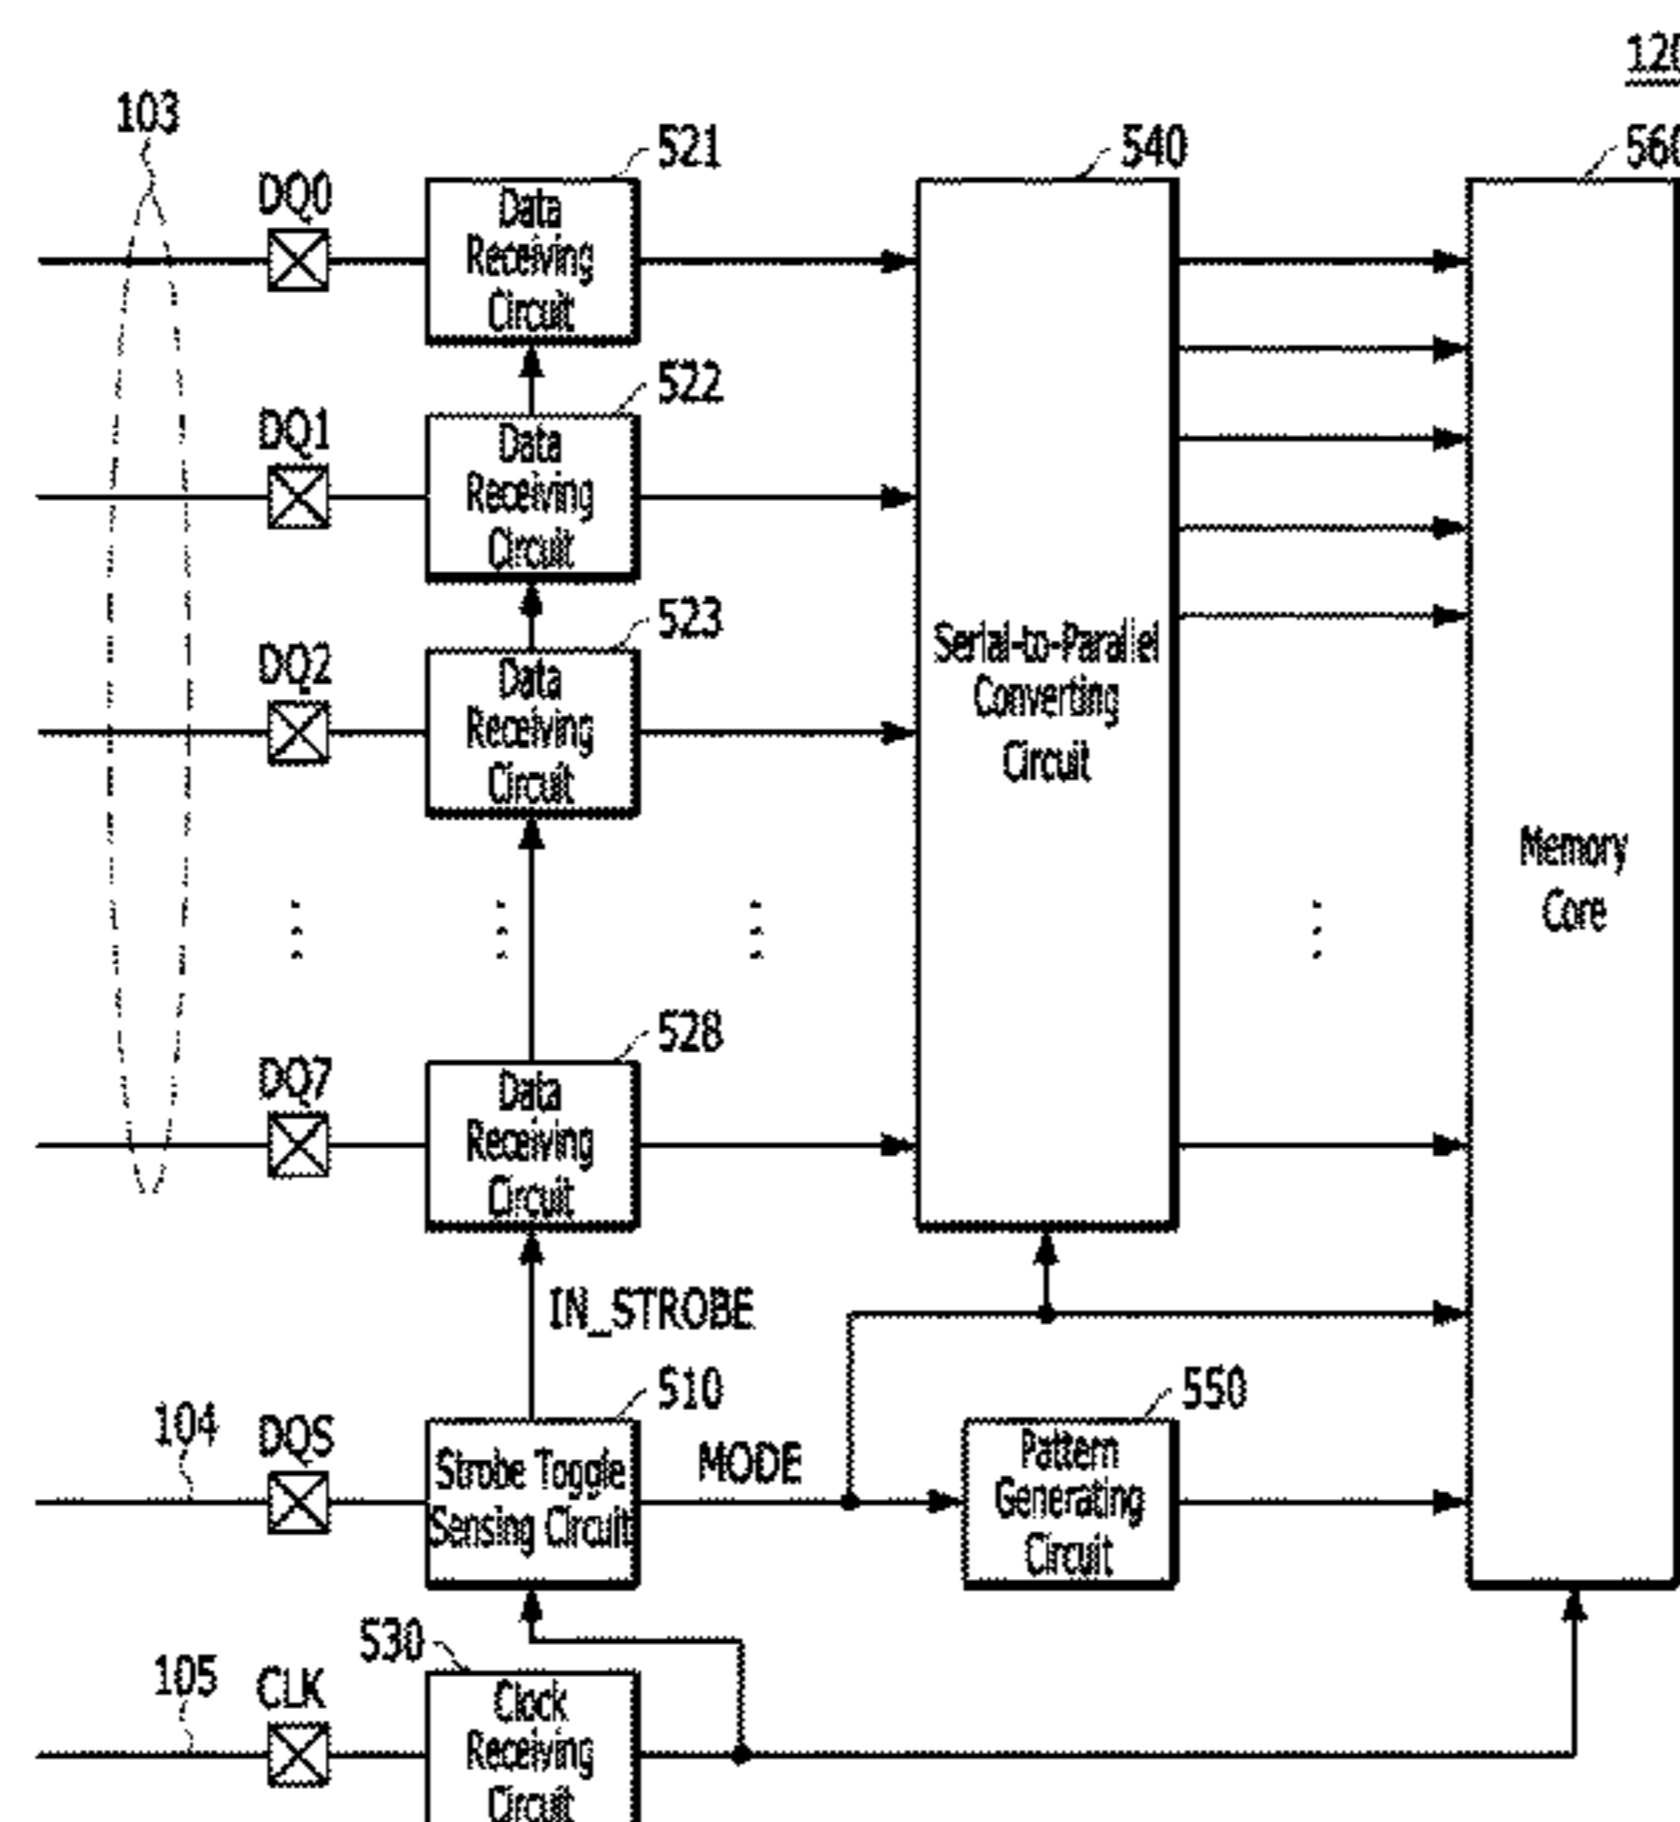 120
103
521
540
560
DQ0
Data
Receiving
Circuit
522
DQ1
Data
Receiving
Circuit
523
DQ2
Data
Receiving
Circuit
Serial-to-Parallel
Converting
Circuit
Memory
Core
528
DQ7
Data
Receiving
Circuit
IN_STROBE
510
550
104
DQS
Strobe Toggle
Sensing Circuit
MODE
Pattern
Generating
Circuit
530
105
CLK
Clock
Receiving
Circuit